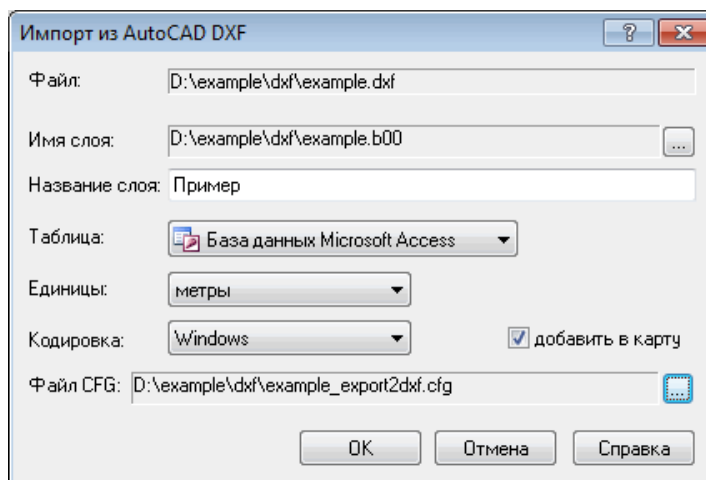 Импорт из AutoCAD DXF
Файл: D:\example\dxf\example.dxf
Имя слоя: D:\example\dxf\example.b00 ...
Название слоя: Пример
Таблица: База данных Microsoft Access
Единицы: метры
Кодировка: Windows добавить в карту
Файл CFG: D:\example\dxf\example_export2dxf.cfg ...
OK Отмена Справка